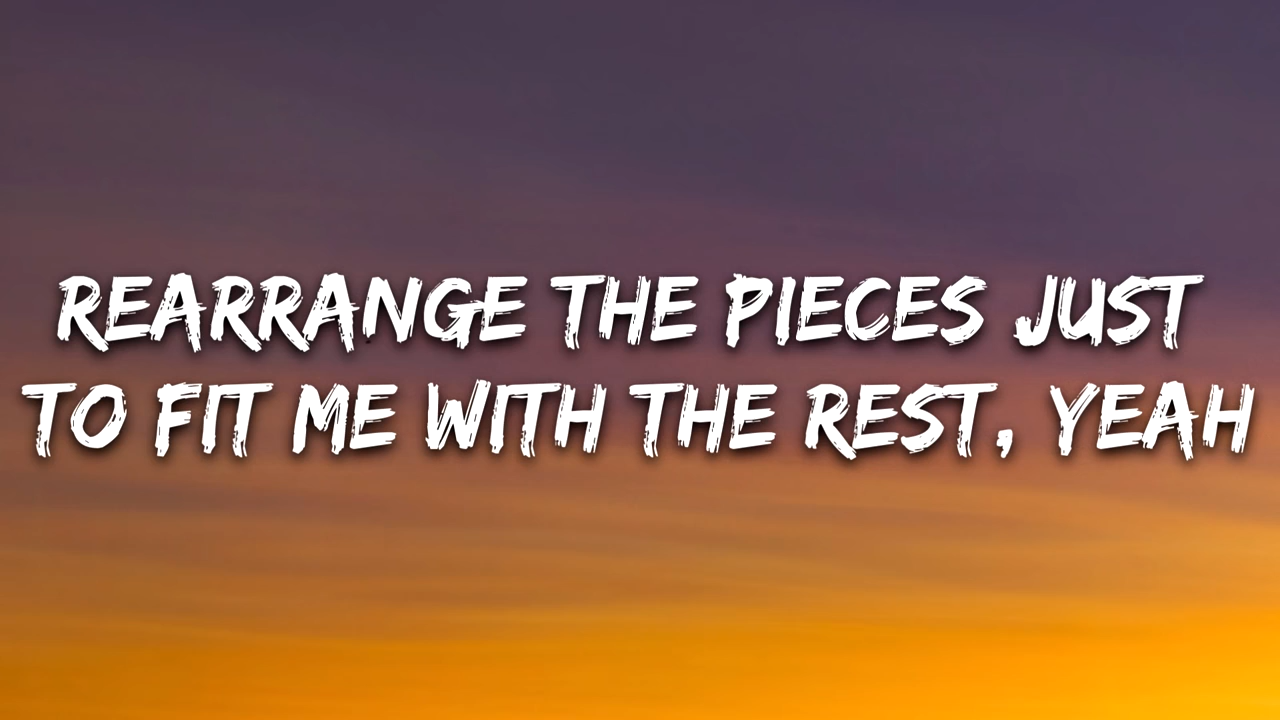 REARRANGE THE PIECES JUST
TO FIT ME WITH THE REST, YEAH